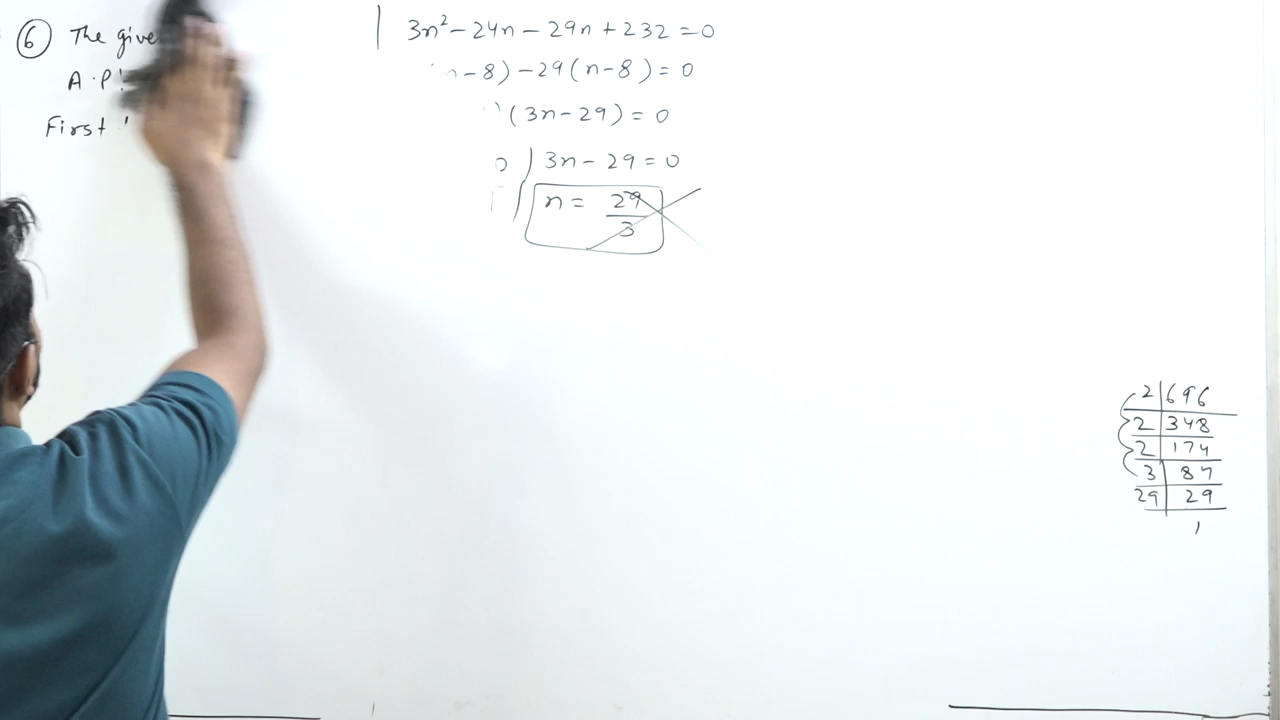 ⑥ The give
A.P!
First '
3n² - 24n - 29n + 232 = 0
n-8) - 29(n-8) = 0
)(3n - 29) = 0
0 | 3n - 29 = 0
n = 29/3
2|696
2|348
2|174
3|87
29|29
1